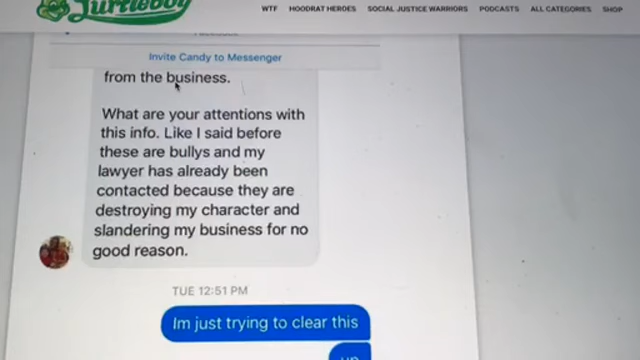 Turtleboy
WTF HOODRAT HEROES SOCIAL JUSTICE WARRIORS PODCASTS ALL CATEGORIES SHOP
Invite Candy to Messenger
from the business.
What are your attentions with
this info. Like I said before
these are bullys and my
lawyer has already been
contacted because they are
destroying my character and
slandering my business for no
good reason.
TUE 12:51 PM
Im just trying to clear this
up